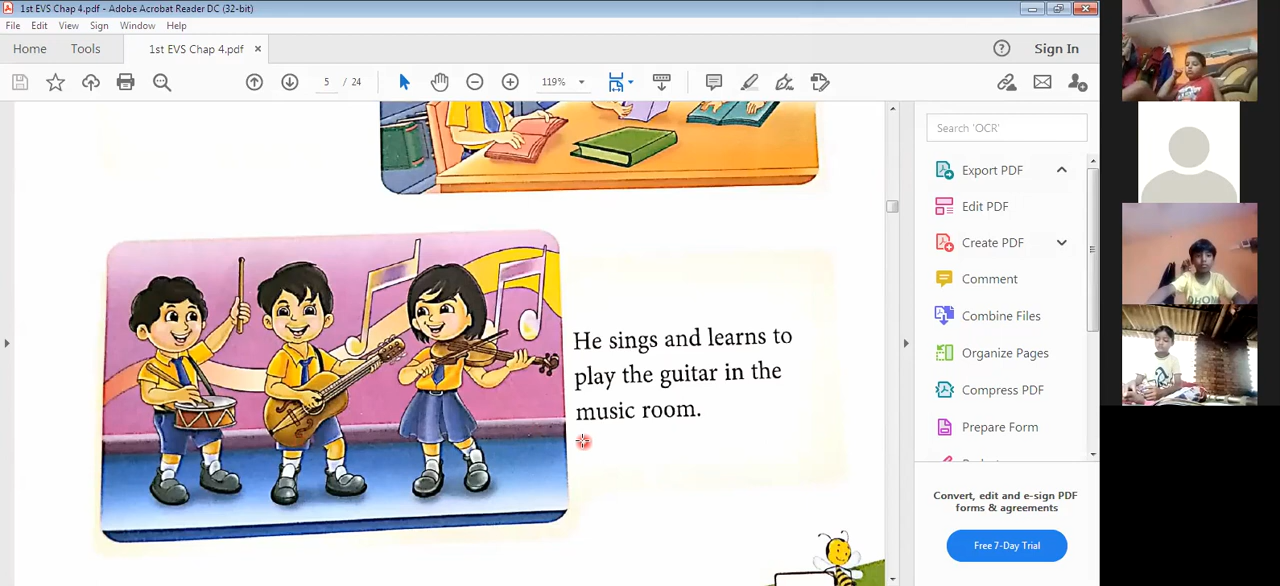 1st EVS Chap 4.pdf - Adobe Acrobat Reader DC (32-bit)
File Edit View Sign Window Help
Home Tools 1st EVS Chap 4.pdf × Sign In
5 / 24 119%
Search 'OCR'
Export PDF
Edit PDF
Create PDF
Comment
Combine Files
Organize Pages
Compress PDF
Prepare Form
Convert, edit and e-sign PDF
forms & agreements
Free 7-Day Trial
He sings and learns to
play the guitar in the
music room.